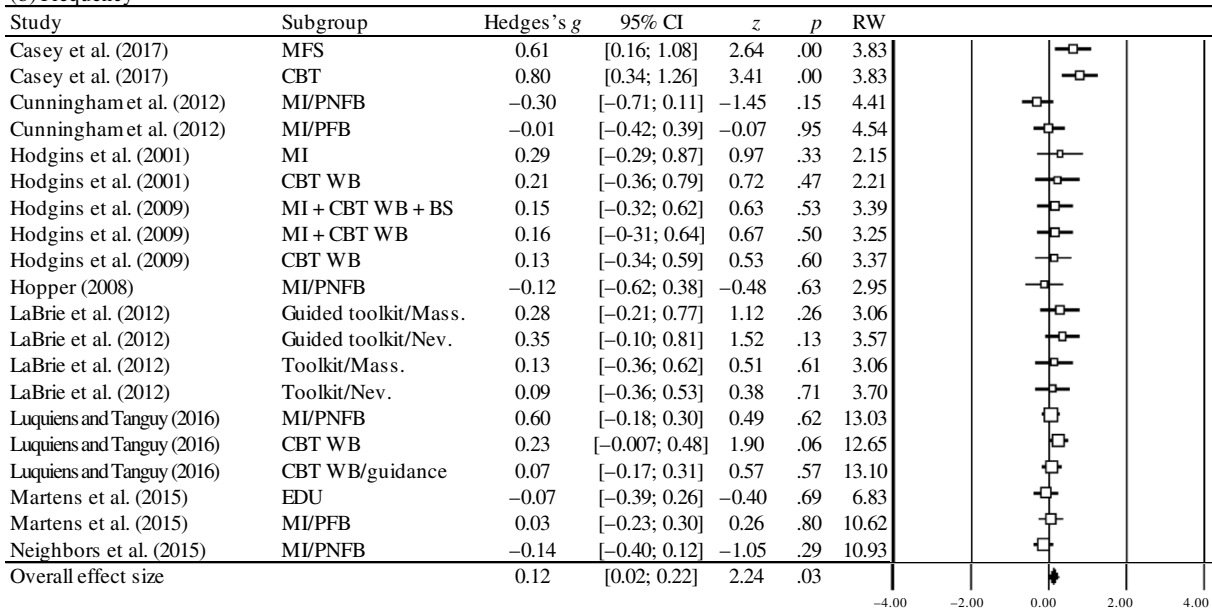 Study Subgroup Hedges's g 95% CI z p RW
Casey et al. (2017) MFS 0.61 [0.16; 1.08] 2.64 .00 3.83
Casey et al. (2017) CBT 0.80 [0.34; 1.26] 3.41 .00 3.83
Cunningham et al. (2012) MI/PNFB −0.30 [−0.71; 0.11] −1.45 .15 4.41
Cunningham et al. (2012) MI/PFB −0.01 [−0.42; 0.39] −0.07 .95 4.54
Hodgins et al. (2001) MI 0.29 [−0.29; 0.87] 0.97 .33 2.15
Hodgins et al. (2001) CBT WB 0.21 [−0.36; 0.79] 0.72 .47 2.21
Hodgins et al. (2009) MI + CBT WB + BS 0.15 [−0.32; 0.62] 0.63 .53 3.39
Hodgins et al. (2009) MI + CBT WB 0.16 [−0-31; 0.64] 0.67 .50 3.25
Hodgins et al. (2009) CBT WB 0.13 [−0.34; 0.59] 0.53 .60 3.37
Hopper (2008) MI/PNFB −0.12 [−0.62; 0.38] −0.48 .63 2.95
LaBrie et al. (2012) Guided toolkit/Mass. 0.28 [−0.21; 0.77] 1.12 .26 3.06
LaBrie et al. (2012) Guided toolkit/Nev. 0.35 [−0.10; 0.81] 1.52 .13 3.57
LaBrie et al. (2012) Toolkit/Mass. 0.13 [−0.36; 0.62] 0.51 .61 3.06
LaBrie et al. (2012) Toolkit/Nev. 0.09 [−0.36; 0.53] 0.38 .71 3.70
Luquiens and Tanguy (2016) MI/PNFB 0.60 [−0.18; 0.30] 0.49 .62 13.03
Luquiens and Tanguy (2016) CBT WB 0.23 [−0.007; 0.48] 1.90 .06 12.65
Luquiens and Tanguy (2016) CBT WB/guidance 0.07 [−0.17; 0.31] 0.57 .57 13.10
Martens et al. (2015) EDU −0.07 [−0.39; 0.26] −0.40 .69 6.83
Martens et al. (2015) MI/PFB 0.03 [−0.23; 0.30] 0.26 .80 10.62
Neighbors et al. (2015) MI/PNFB −0.14 [−0.40; 0.12] −1.05 .29 10.93
Overall effect size 0.12 [0.02; 0.22] 2.24 .03
−4.00 −2.00 0.00 2.00 4.00